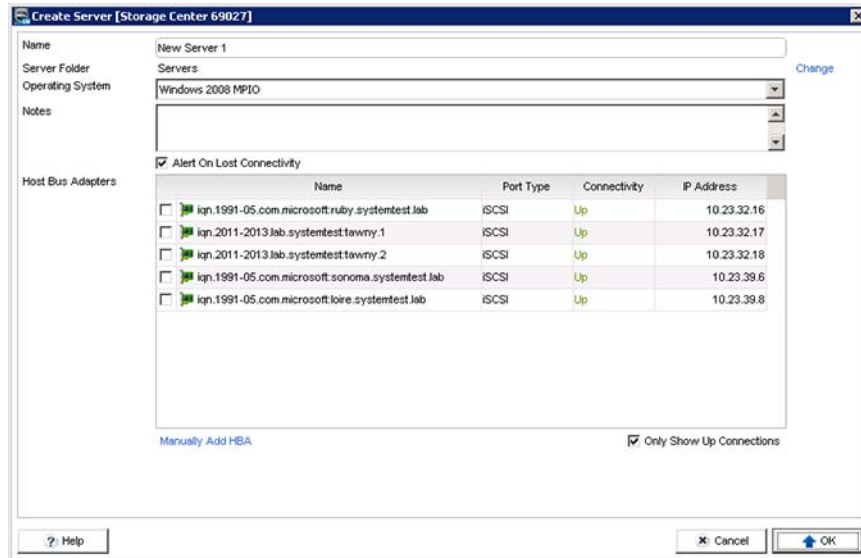 Create Server [Storage Center 69027]
Name New Server 1
Server Folder Servers Change
Operating System Windows 2008 MPIO
Notes
Alert On Lost Connectivity
Host Bus Adapters
Name Port Type Connectivity IP Address
iqn.1991-05.com.microsoft:ruby.systemtest.lab iSCSI Up 10.23.32.16
iqn.2011-2013.lab.systemtest:tawny.1 iSCSI Up 10.23.32.17
iqn.2011-2013.lab.systemtest:tawny.2 iSCSI Up 10.23.32.18
iqn.1991-05.com.microsoft:sonoma.systemtest.lab iSCSI Up 10.23.39.6
iqn.1991-05.com.microsoft:loire.systemtest.lab iSCSI Up 10.23.39.8
Manually Add HBA Only Show Up Connections
? Help Cancel OK